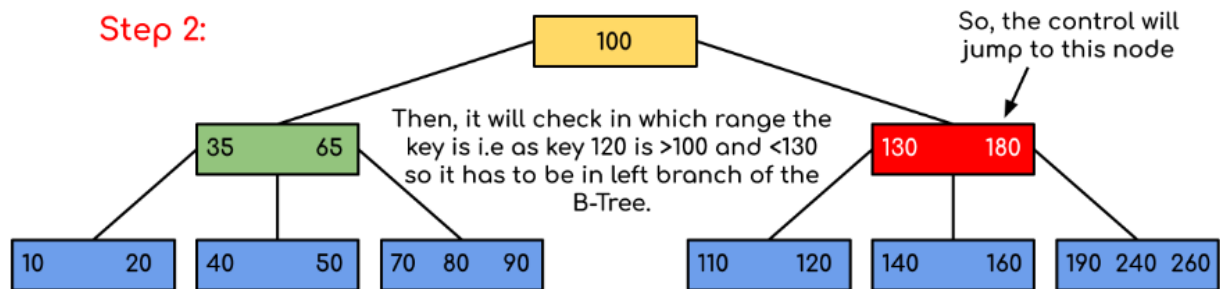 Step 2:
So, the control will
jump to this node
100
Then, it will check in which range the
key is i.e as key 120 is >100 and <130
so it has to be in left branch of the
B-Tree.
35 65
130 180
10 20
40 50
70 80 90
110 120
140 160
190 240 260